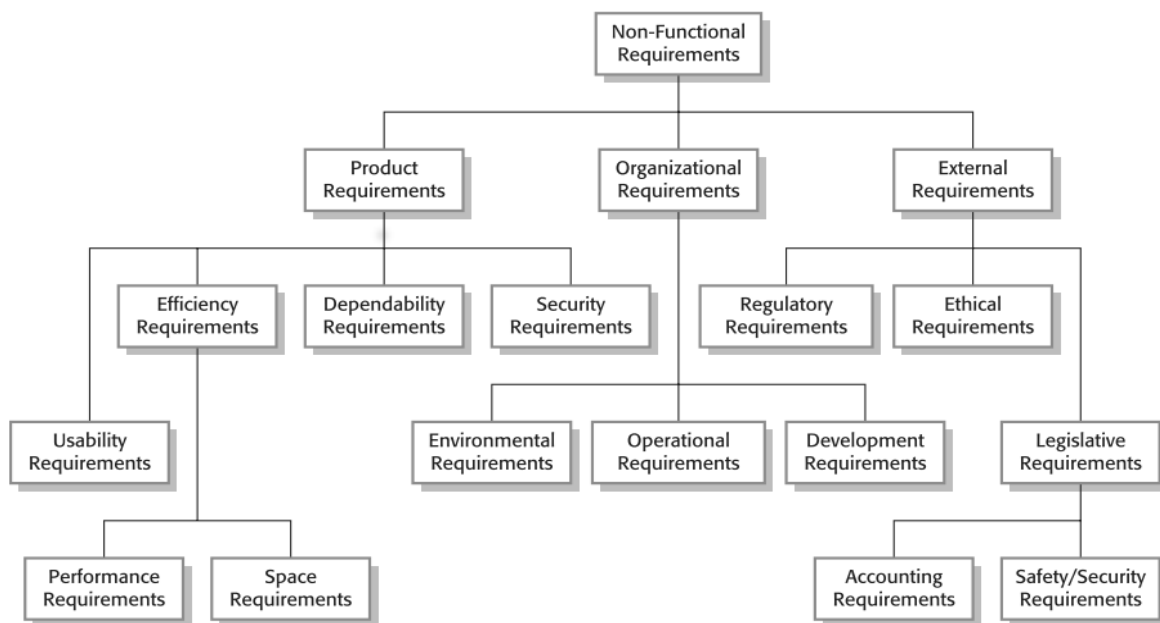 Non-Functional
Requirements
Product
Requirements
Organizational
Requirements
External
Requirements
Efficiency
Requirements
Dependability
Requirements
Security
Requirements
Regulatory
Requirements
Ethical
Requirements
Usability
Requirements
Environmental
Requirements
Operational
Requirements
Development
Requirements
Legislative
Requirements
Performance
Requirements
Space
Requirements
Accounting
Requirements
Safety/Security
Requirements